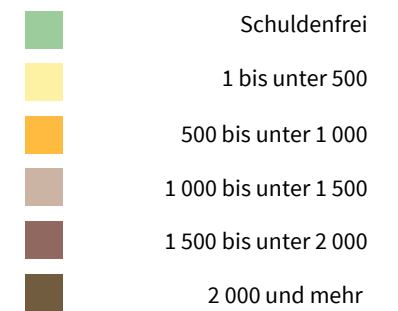 Schuldenfrei
1 bis unter 500
500 bis unter 1 000
1 000 bis unter 1 500
1 500 bis unter 2 000
2 000 und mehr